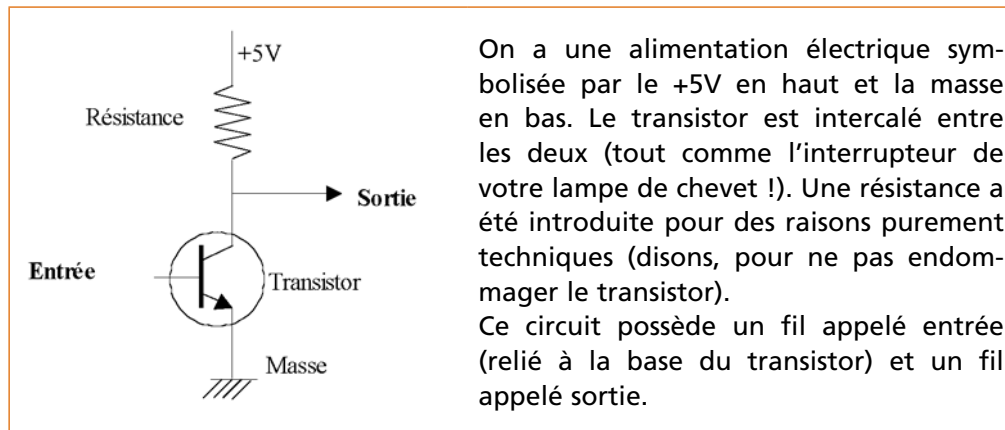 +5V
Résistance
Sortie
Entrée
Transistor
Masse
On a une alimentation électrique sym-
bolisée par le +5V en haut et la masse
en bas. Le transistor est intercalé entre
les deux (tout comme l'interrupteur de
votre lampe de chevet !). Une résistance a
été introduite pour des raisons purement
techniques (disons, pour ne pas endom-
mager le transistor).
Ce circuit possède un fil appelé entrée
(relié à la base du transistor) et un fil
appelé sortie.